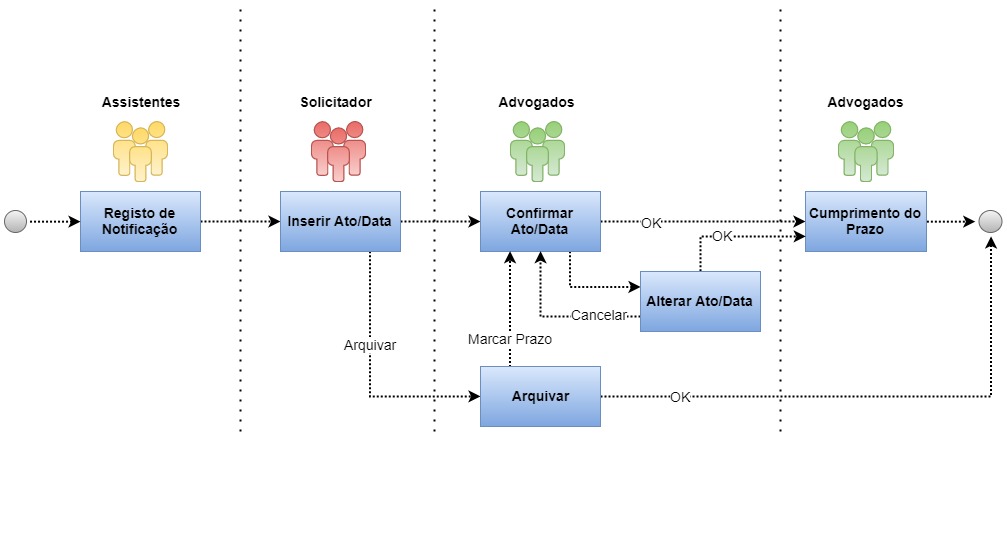 Assistentes
Solicitador
Advogados
Advogados
Registo de
Notificação
Inserir Ato/Data
Confirmar
Ato/Data
OK
Cumprimento do
Prazo
OK
Alterar Ato/Data
Cancelar
Marcar Prazo
Arquivar
Arquivar
OK